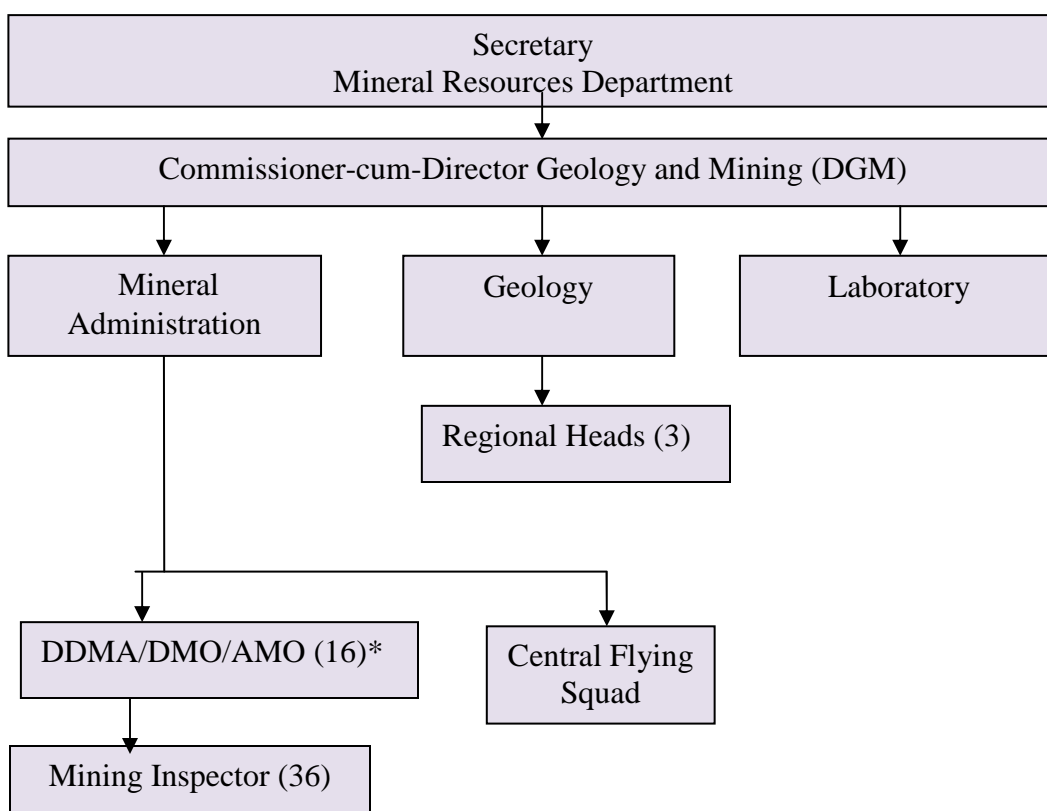 Secretary
Mineral Resources Department
Commissioner-cum-Director Geology and Mining (DGM)
Mineral
Administration
Geology
Laboratory
Regional Heads (3)
DDMA/DMO/AMO (16)*
Central Flying
Squad
Mining Inspector (36)